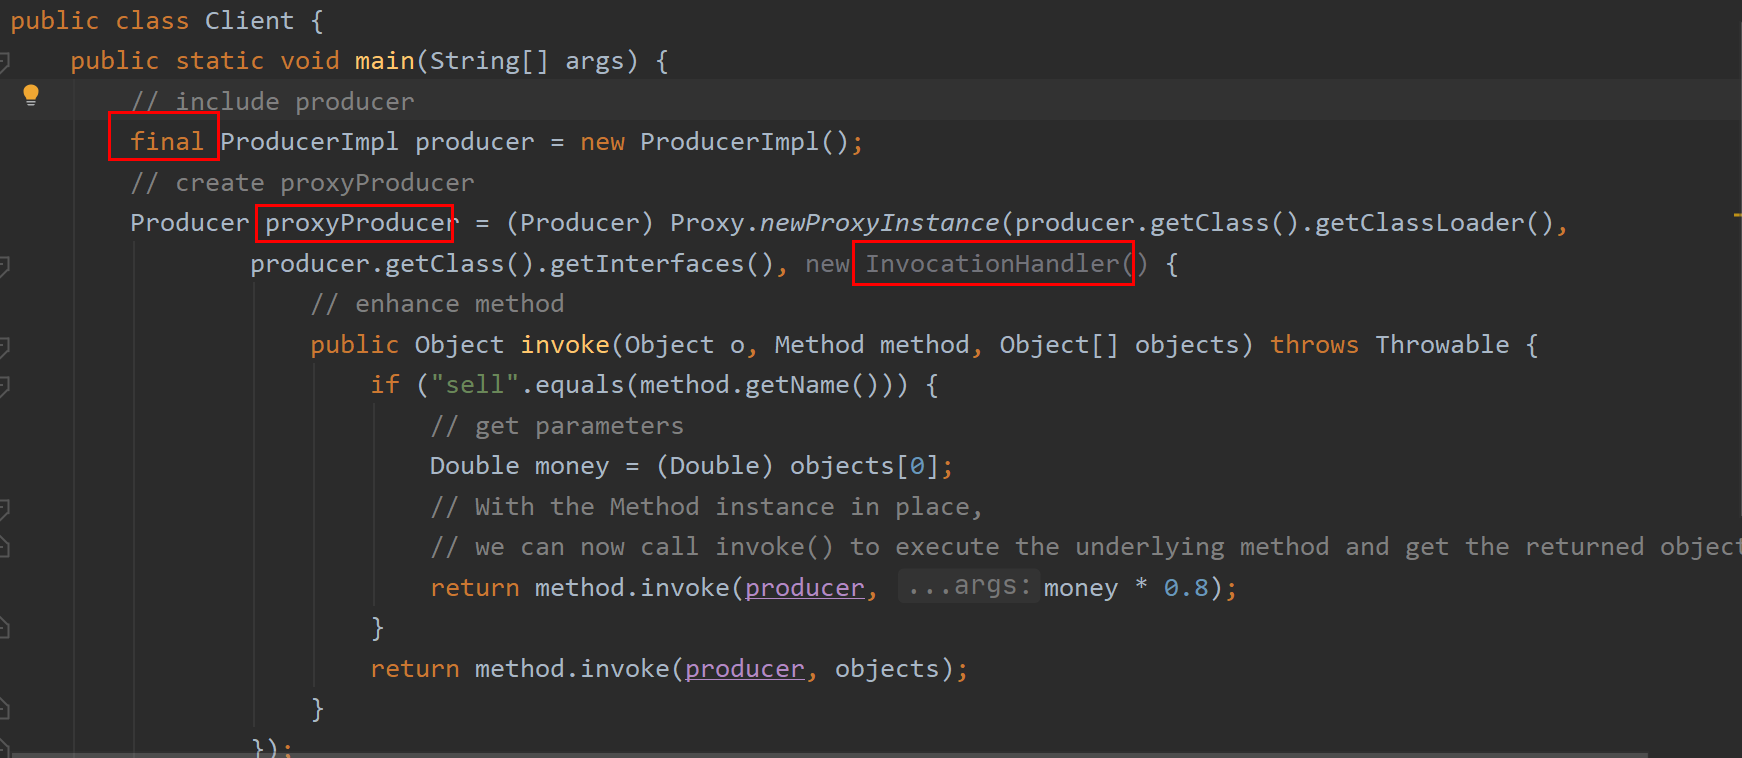 public class Client {
public static void main(String[] args) {
// include producer
final ProducerImpl producer = new ProducerImpl();
// create proxyProducer
Producer proxyProducer = (Producer) Proxy.newProxyInstance(producer.getClass().getClassLoader(),
producer.getClass().getInterfaces(), new InvocationHandler() {
// enhance method
public Object invoke(Object o, Method method, Object[] objects) throws Throwable {
if ("sell".equals(method.getName())) {
// get parameters
Double money = (Double) objects[0];
// With the Method instance in place,
// we can now call invoke() to execute the underlying method and get the returned object
return method.invoke(producer, ...args: money * 0.8);
}
return method.invoke(producer, objects);
}
});